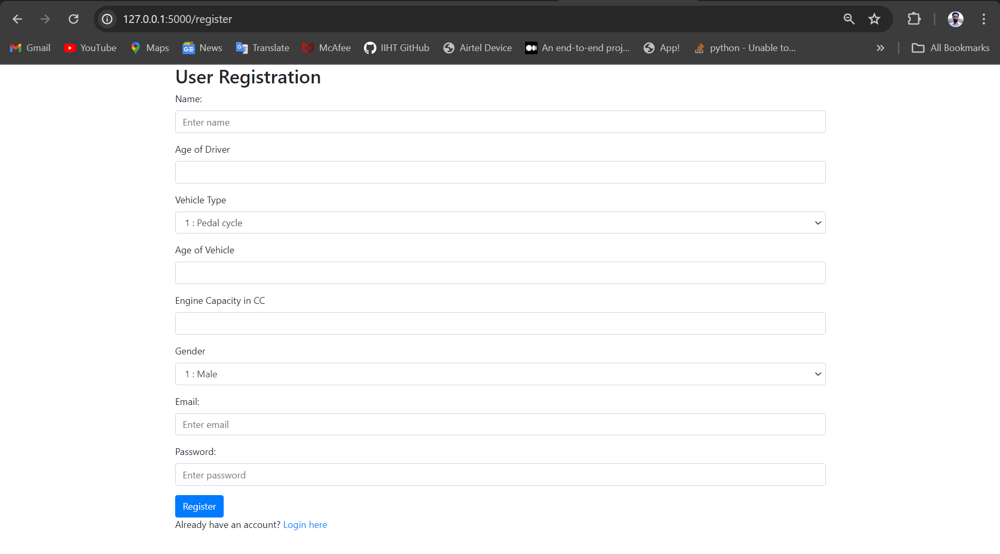 127.0.0.1:5000/register
Gmail YouTube Maps News Translate McAfee IIHT GitHub Airtel Device An end-to-end proj... App! python - Unable to... All Bookmarks
User Registration
Name:
Enter name
Age of Driver
Vehicle Type
1 : Pedal cycle
Age of Vehicle
Engine Capacity in CC
Gender
1 : Male
Email:
Enter email
Password:
Enter password
Register
Already have an account? Login here